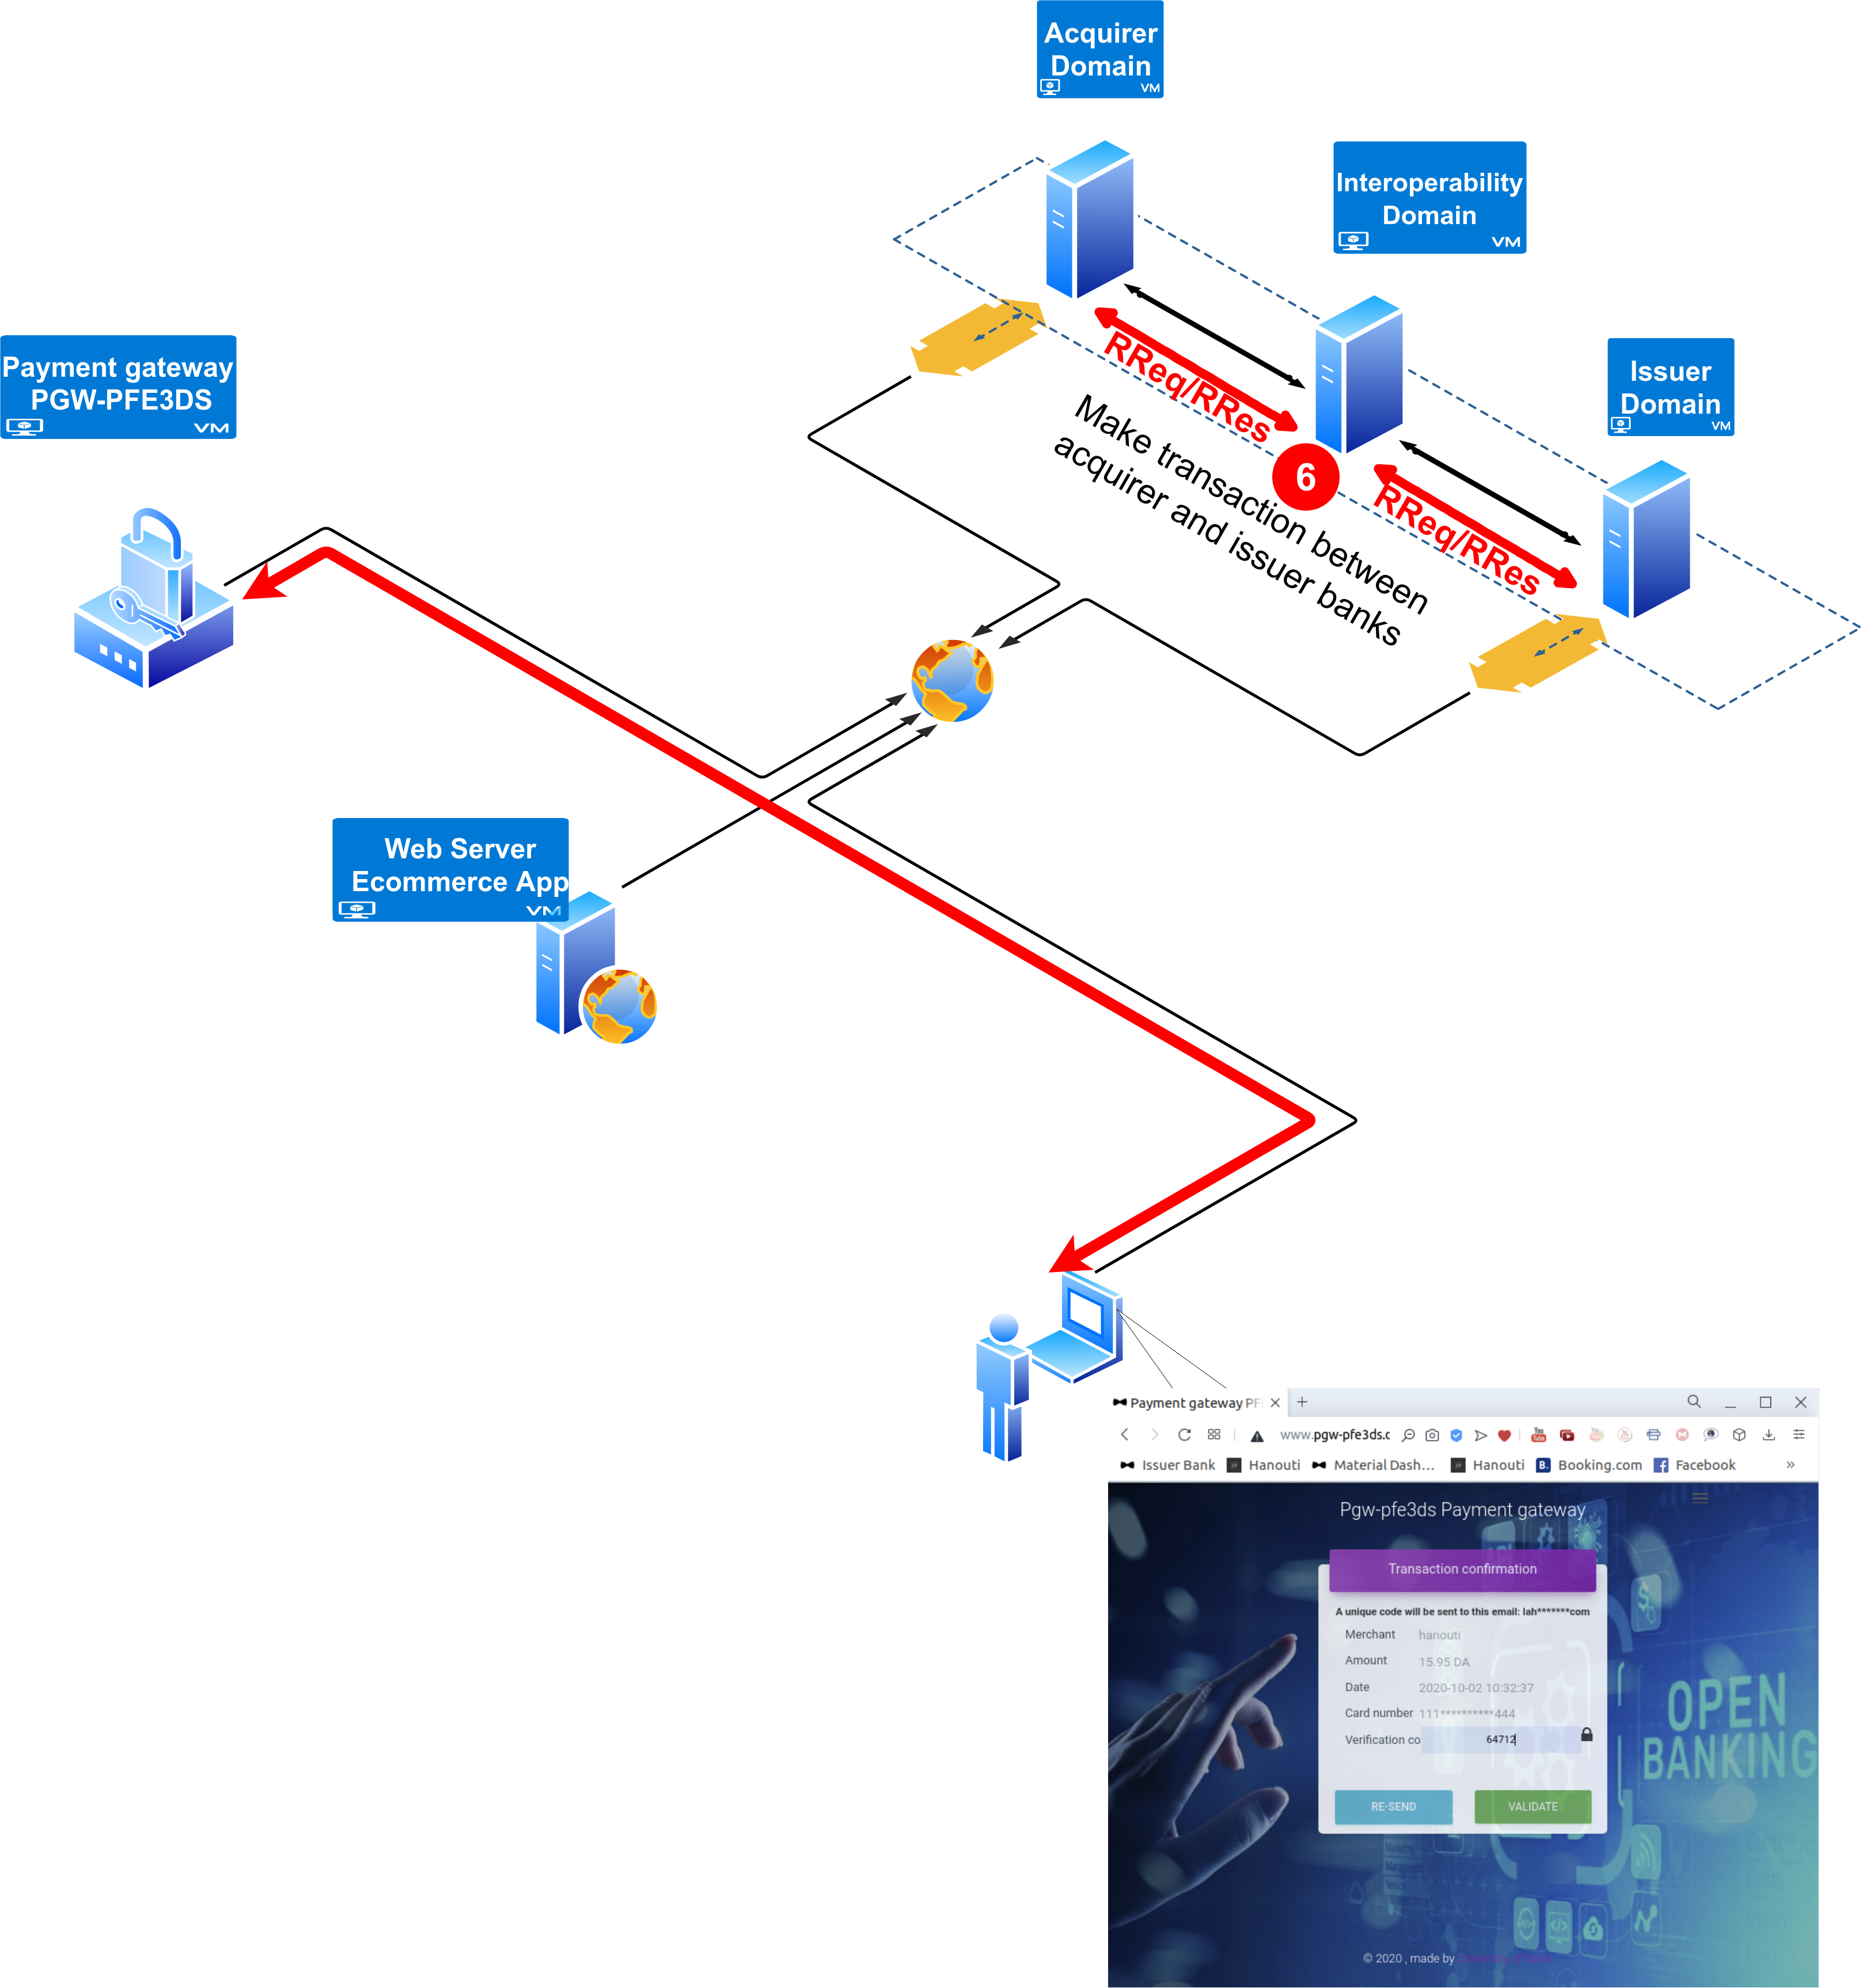 Acquirer
Domain
VM
Interoperability
Domain
VM
Payment gateway
PGW-PFE3DS
VM
Issuer
Domain
VM
RReq/RRes
6
RReq/RRes
Make transaction between
acquirer and issuer banks
Web Server
Ecommerce App
VM
Payment gateway PF
www.pgw-pfe3ds.c
Issuer Bank Hanouti Material Dash... Hanouti B. Booking.com Facebook »
Pgw-pfe3ds Payment gateway
Transaction confirmation
A unique code will be sent to this email: lah*******com
Merchant hanouti
Amount 15.95 DA
Date 2020-10-02 10:32:37
Card number 111**********444
Verification co 64712
RE-SEND VALIDATE
OPEN
BANKING
© 2020 , made by